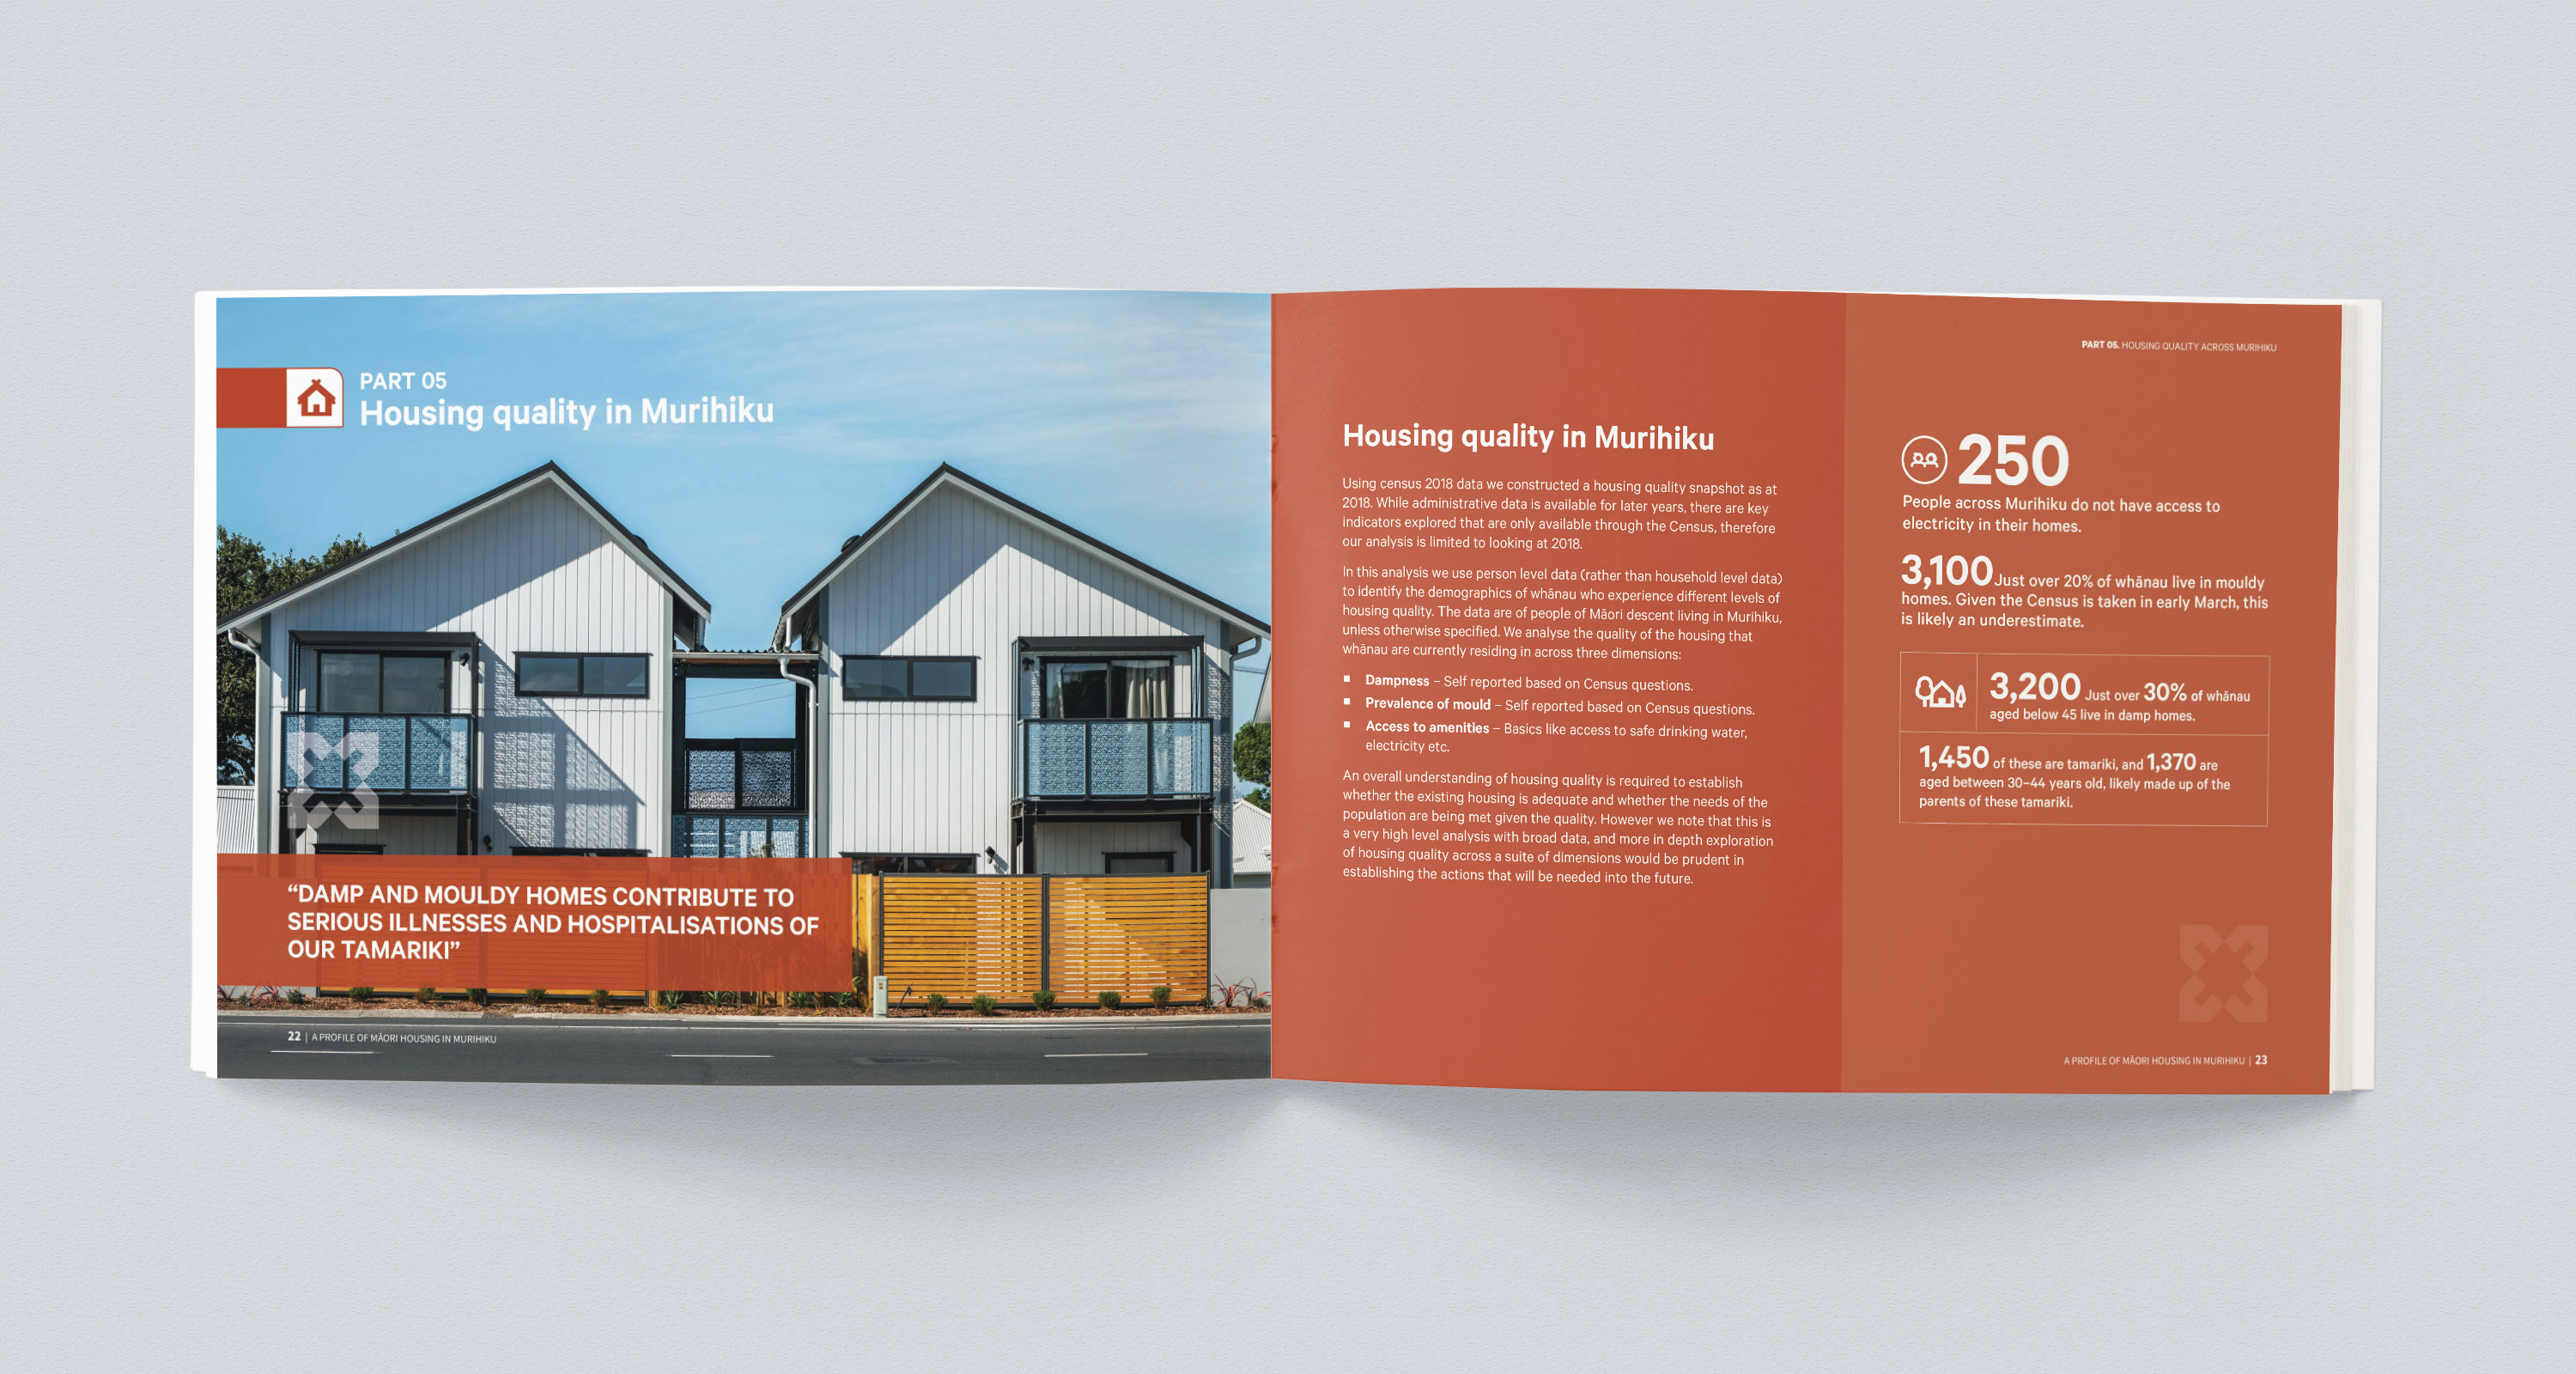 PART 05
Housing quality in Murihiku
“DAMP AND MOULDY HOMES CONTRIBUTE TO
SERIOUS ILLNESSES AND HOSPITALISATIONS OF
OUR TAMARIKI”
22 | A PROFILE OF MĀORI HOUSING IN MURIHIKU
PART 05. HOUSING QUALITY ACROSS MURIHIKU
Housing quality in Murihiku
Using census 2018 data we constructed a housing quality snapshot as at
2018. While administrative data is available for later years, there are key
indicators explored that are only available through the Census, therefore
our analysis is limited to looking at 2018.
In this analysis we use person level data (rather than household level data)
to identify the demographics of whānau who experience different levels of
housing quality. The data are of people of Māori descent living in Murihiku,
unless otherwise specified. We analyse the quality of the housing that
whānau are currently residing in across three dimensions:
▪ Dampness – Self reported based on Census questions.
▪ Prevalence of mould – Self reported based on Census questions.
▪ Access to amenities – Basics like access to safe drinking water,
electricity etc.
An overall understanding of housing quality is required to establish
whether the existing housing is adequate and whether the needs of the
population are being met given the quality. However we note that this is
a very high level analysis with broad data, and more in depth exploration
of housing quality across a suite of dimensions would be prudent in
establishing the actions that will be needed into the future.
250
People across Murihiku do not have access to
electricity in their homes.
3,100 Just over 20% of whānau live in mouldy
homes. Given the Census is taken in early March, this
is likely an underestimate.
3,200 Just over 30% of whānau
aged below 45 live in damp homes.
1,450 of these are tamariki, and 1,370 are
aged between 30–44 years old, likely made up of the
parents of these tamariki.
A PROFILE OF MĀORI HOUSING IN MURIHIKU | 23